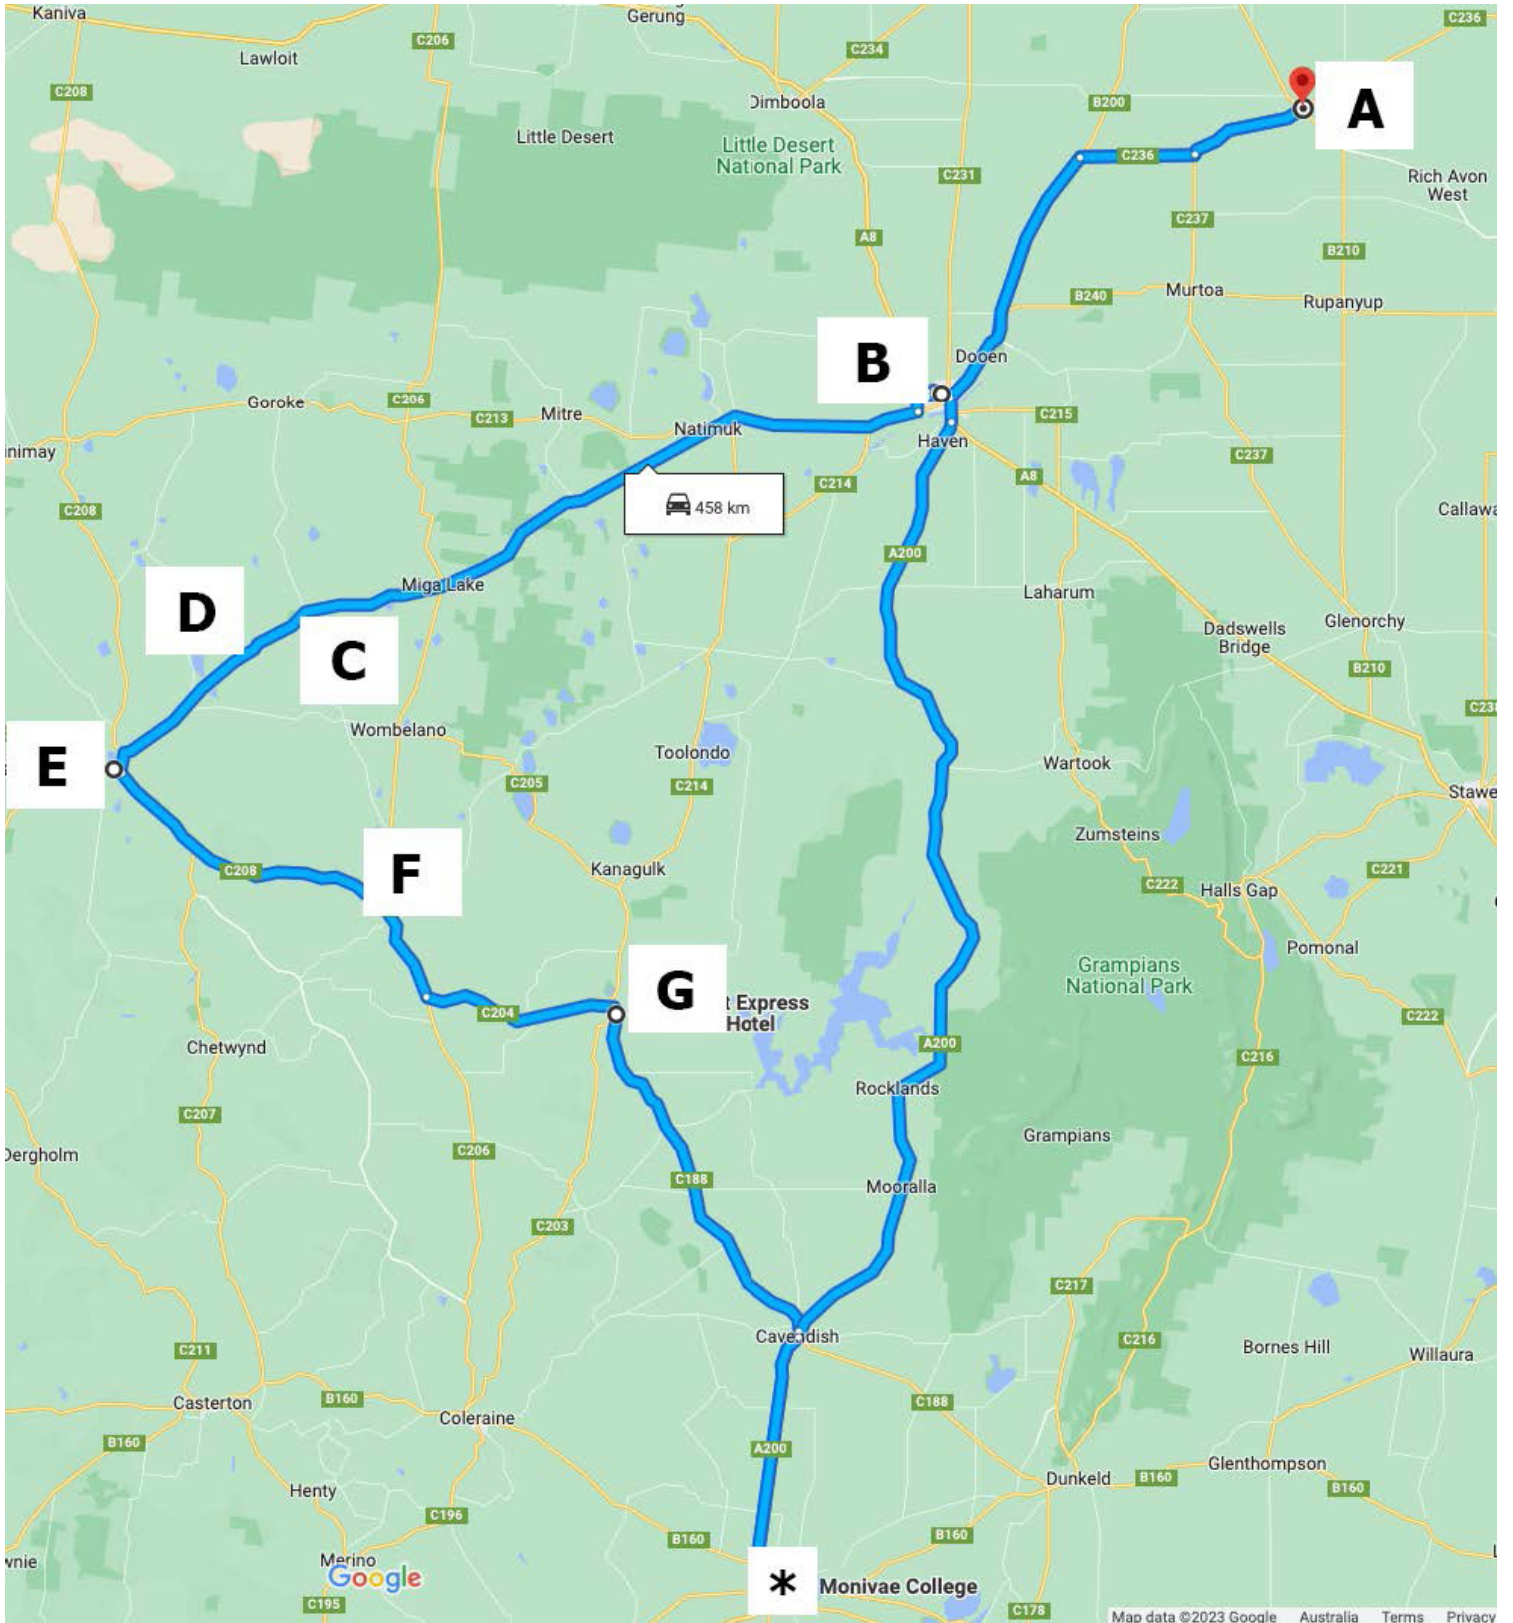 Kaniva
Gerung
C236
Lawloit
C206
C234
C208
Dimboola
B200
A
Little Desert
Little Desert
National Park
C236
C231
Rich Avon
West
C237
A8
B210
B240
Murtoa
Rupanyup
B
Dooen
Goroke
C206
C213
Mitre
Natimuk
C215
Haven
inimay
C237
A8
C214
458 km
C208
Callawa
A200
Miga Lake
Laharum
D
Dadswells
Bridge
Glenorchy
C
B210
C238
Wombelano
E
Toolondo
Wartook
C205
C214
Stawe
Zumsteins
F
C208
Kanagulk
C222
Halls Gap
C221
Pomonal
G
t Express
Hotel
Grampians
National Park
C204
C222
Chetwynd
A200
C216
Rocklands
C207
Grampians
Dergholm
C206
C188
Mooralla
C203
C217
Cavendish
C216
Bornes Hill
C211
Willaura
Casterton
B160
C188
Coleraine
B160
A200
Glenthompson
Dunkeld
B160
B160
Henty
C196
B160
B160
wnie
Merino
Google
*
Monivae College
C195
C178
Map data ©2023 Google Australia Terms Privacy